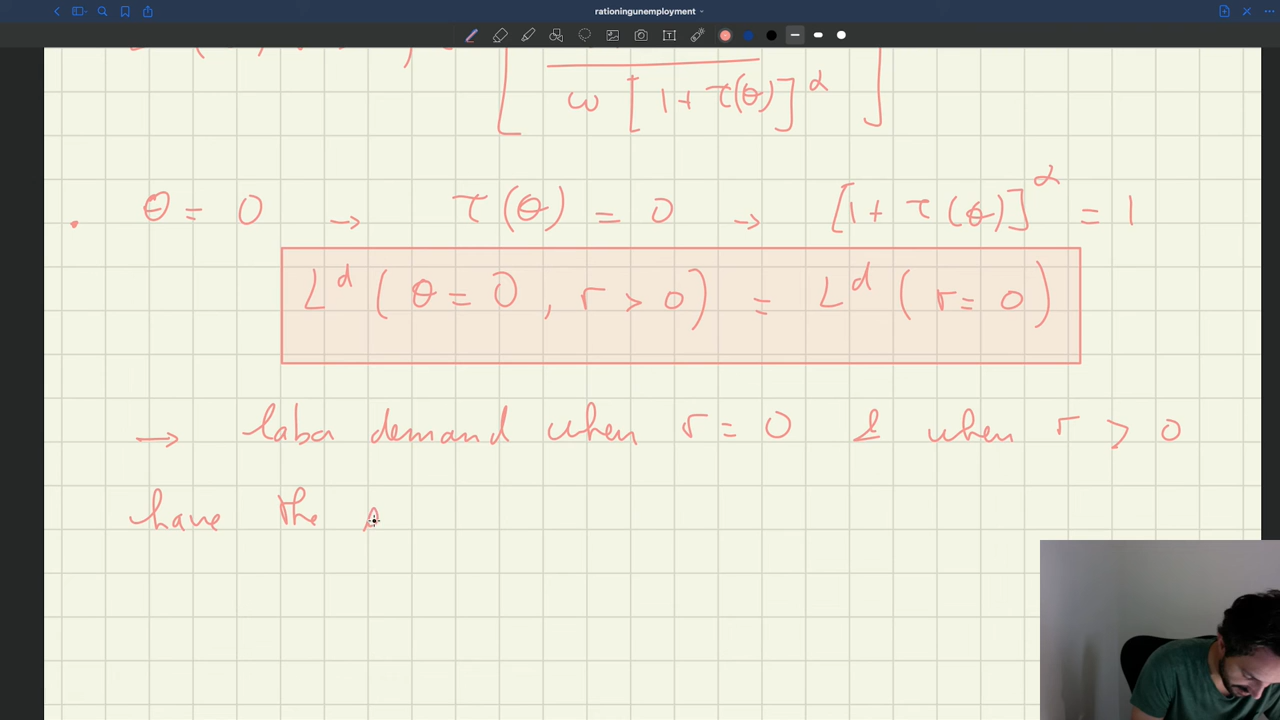 rationingunemployment
ω [1 + τ(θ)]^α
. θ = 0 → τ(θ) = 0 → [1 + τ(θ)]^α = 1
L^d (θ = 0, r > 0) = L^d (r = 0)
→ labor demand when r = 0 & when r > 0
have the